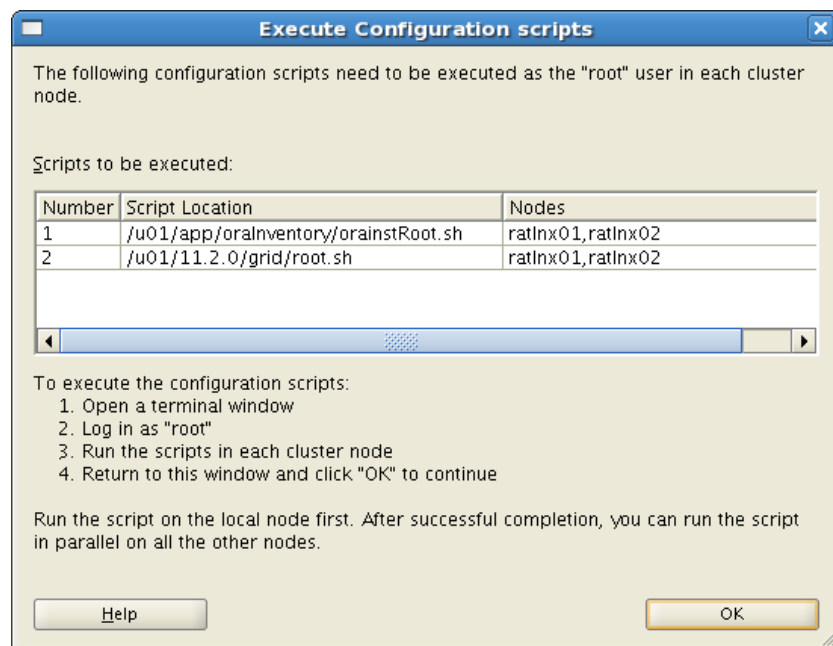 Execute Configuration scripts
The following configuration scripts need to be executed as the "root" user in each cluster
node.
Scripts to be executed:
Number Script Location Nodes
1 /u01/app/oraInventory/orainstRoot.sh ratlnx01,ratlnx02
2 /u01/11.2.0/grid/root.sh ratlnx01,ratlnx02
To execute the configuration scripts:
1. Open a terminal window
2. Log in as "root"
3. Run the scripts in each cluster node
4. Return to this window and click "OK" to continue
Run the script on the local node first. After successful completion, you can run the script
in parallel on all the other nodes.
Help OK